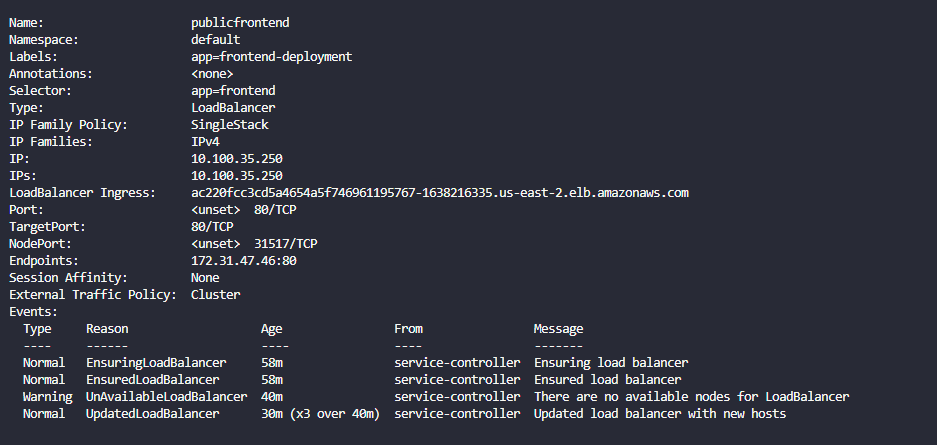 Name: publicfrontend
Namespace: default
Labels: app=frontend-deployment
Annotations: <none>
Selector: app=frontend
Type: LoadBalancer
IP Family Policy: SingleStack
IP Families: IPv4
IP: 10.100.35.250
IPs: 10.100.35.250
LoadBalancer Ingress: ac220fcc3cd5a4654a5f746961195767-1638216335.us-east-2.elb.amazonaws.com
Port: <unset> 80/TCP
TargetPort: 80/TCP
NodePort: <unset> 31517/TCP
Endpoints: 172.31.47.46:80
Session Affinity: None
External Traffic Policy: Cluster
Events:
Type Reason Age From Message
---- ------ ---- ---- -------
Normal EnsuringLoadBalancer 58m service-controller Ensuring load balancer
Normal EnsuredLoadBalancer 58m service-controller Ensured load balancer
Warning UnAvailableLoadBalancer 40m service-controller There are no available nodes for LoadBalancer
Normal UpdatedLoadBalancer 30m (x3 over 40m) service-controller Updated load balancer with new hosts